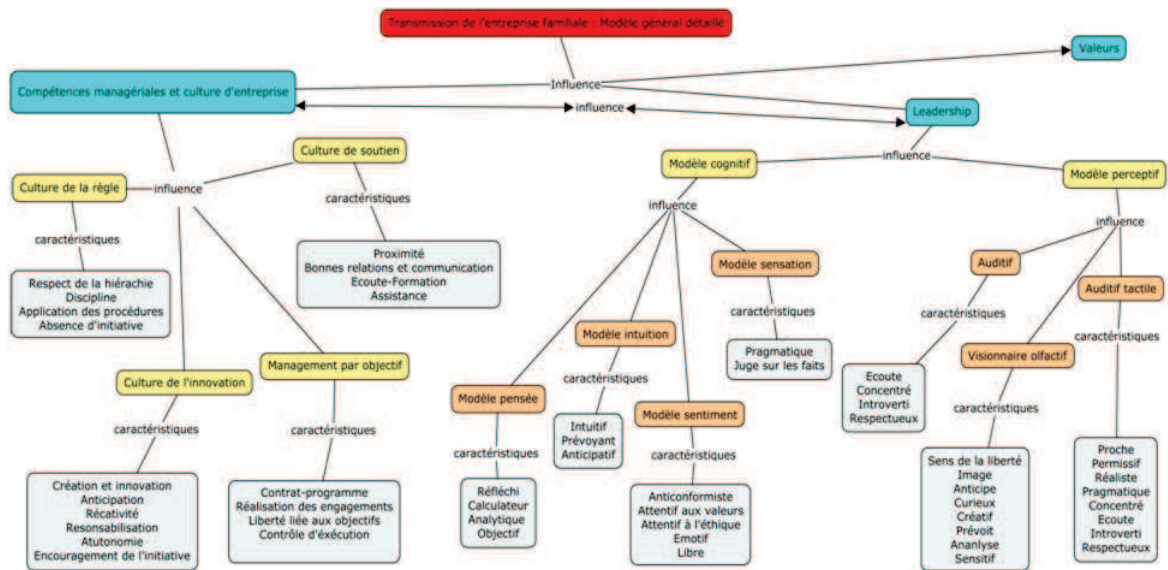 Transmission de l'entreprise familiale : Modèle général détaillé
Valeurs
Compétences managériales et culture d'entreprise
Influence
influence
Leadership
Culture de soutien
influence
Modèle cognitif
Modèle perceptif
Culture de la règle
influence
caractéristiques
influence
influence
caractéristiques
Proximité
Bonnes relations et communication
Ecoute-Formation
Assistance
Modèle sensation
Auditif
Auditif tactile
Respect de la hiérachie
Discipline
Application des procédures
Absence d'initiative
caractéristiques
caractéristiques
caractéristiques
Modèle intuition
Pragmatique
Juge sur les faits
Visionnaire olfactif
Culture de l'innovation
Management par objectif
caractéristiques
Ecoute
Concentré
Introverti
Respectueux
Modèle pensée
Modèle sentiment
caractéristiques
caractéristiques
caractéristiques
Intuitif
Prévoyant
Anticipatif
caractéristiques
caractéristiques
Création et innovation
Anticipation
Récativité
Resonsabilisation
Atutonomie
Encouragement de l'initiative
Contrat-programme
Réalisation des engagements
Liberté liée aux objectifs
Contrôle d'éxécution
Réfléchi
Calculateur
Analytique
Objectif
Anticonformiste
Attentif aux valeurs
Attentif à l'éthique
Emotif
Libre
Sens de la liberté
Image
Anticipe
Curieux
Créatif
Prévoit
Ananlyse
Sensitif
Proche
Permissif
Réaliste
Pragmatique
Concentré
Ecoute
Introverti
Respectueux